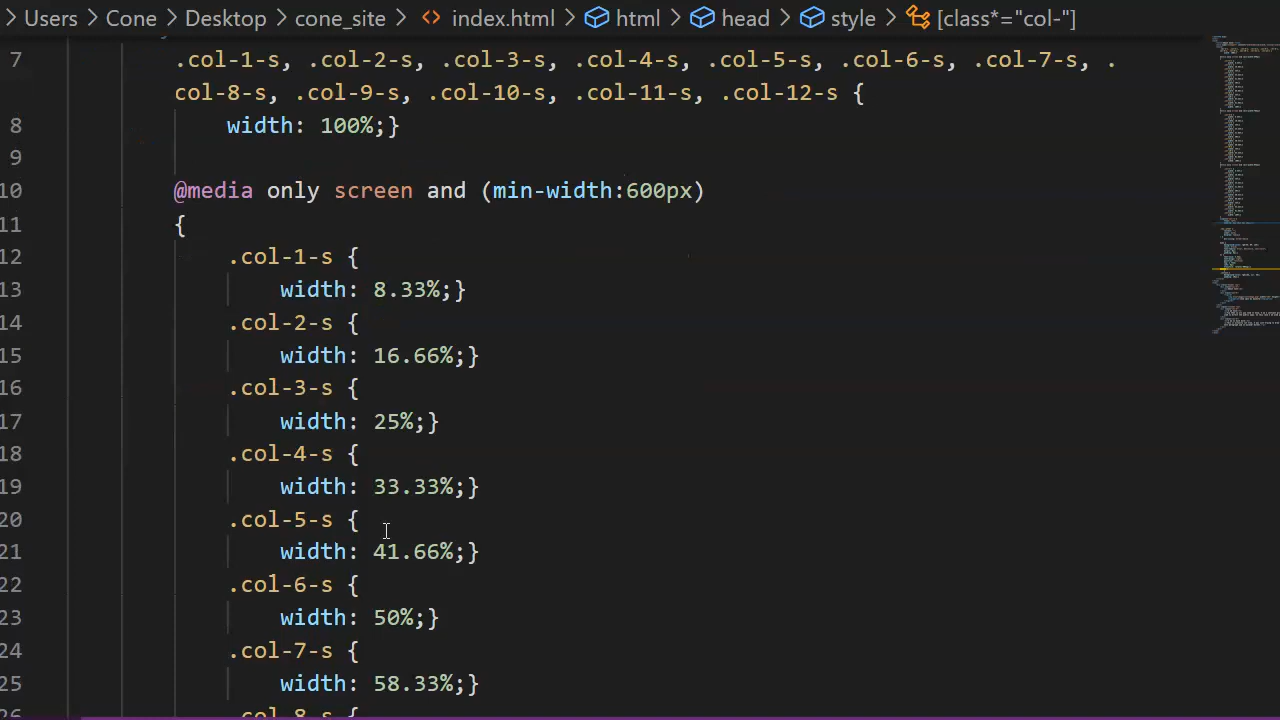 Users > Cone > Desktop > cone_site > index.html > html > head > style > [class*="col-"]
7 .col-1-s, .col-2-s, .col-3-s, .col-4-s, .col-5-s, .col-6-s, .col-7-s, .
col-8-s, .col-9-s, .col-10-s, .col-11-s, .col-12-s {
8 width: 100%;}
9
10 @media only screen and (min-width:600px)
11 {
12 .col-1-s {
13 width: 8.33%;}
14 .col-2-s {
15 width: 16.66%;}
16 .col-3-s {
17 width: 25%;}
18 .col-4-s {
19 width: 33.33%;}
20 .col-5-s {
21 width: 41.66%;}
22 .col-6-s {
23 width: 50%;}
24 .col-7-s {
25 width: 58.33%;}
26 .col-8-s {